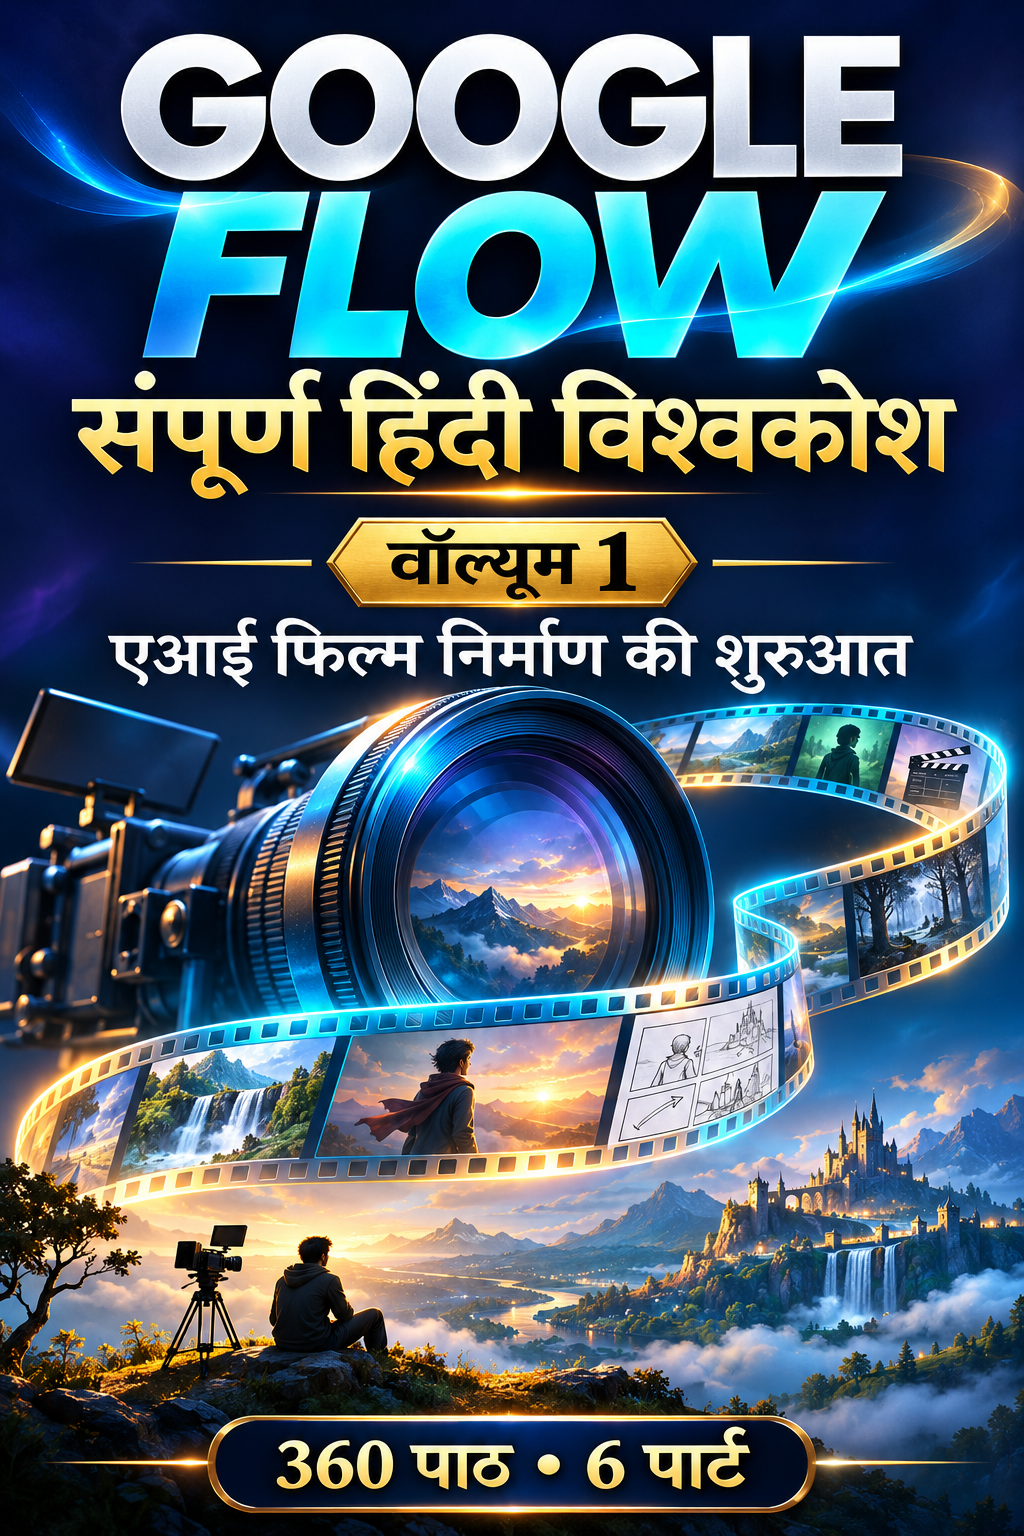 GOOGLE
FLOW
संपूर्ण हिंदी विश्वकोश
वॉल्यूम 1
एआई फिल्म निर्माण की शुरुआत
360 पाठ • 6 पार्ट